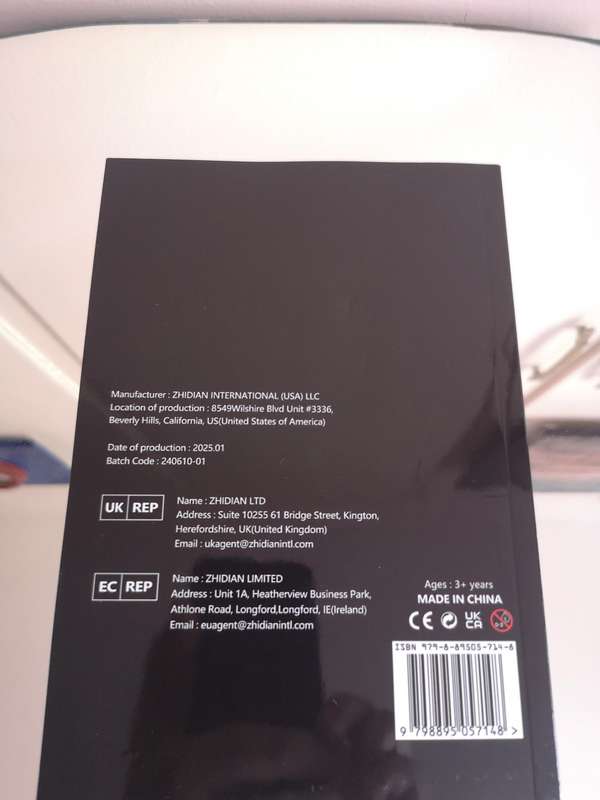 Manufacturer : ZHIDIAN INTERNATIONAL (USA) LLC
Location of production : 8549Wilshire Blvd Unit #3336,
Beverly Hills, California, US(United States of America)
Date of production : 2025.01
Batch Code : 240610-01
UK REP
Name : ZHIDIAN LTD
Address : Suite 10255 61 Bridge Street, Kington,
Herefordshire, UK(United Kingdom)
Email : ukagent@zhidianintl.com
EC REP
Name : ZHIDIAN LIMITED
Address : Unit 1A, Heatherview Business Park,
Athlone Road, Longford,Longford, IE(Ireland)
Email : euagent@zhidianintl.com
Ages : 3+ years
MADE IN CHINA
CE UK CA 0-3
ISBN 979-8-89505-714-8
9 798895 057148 >